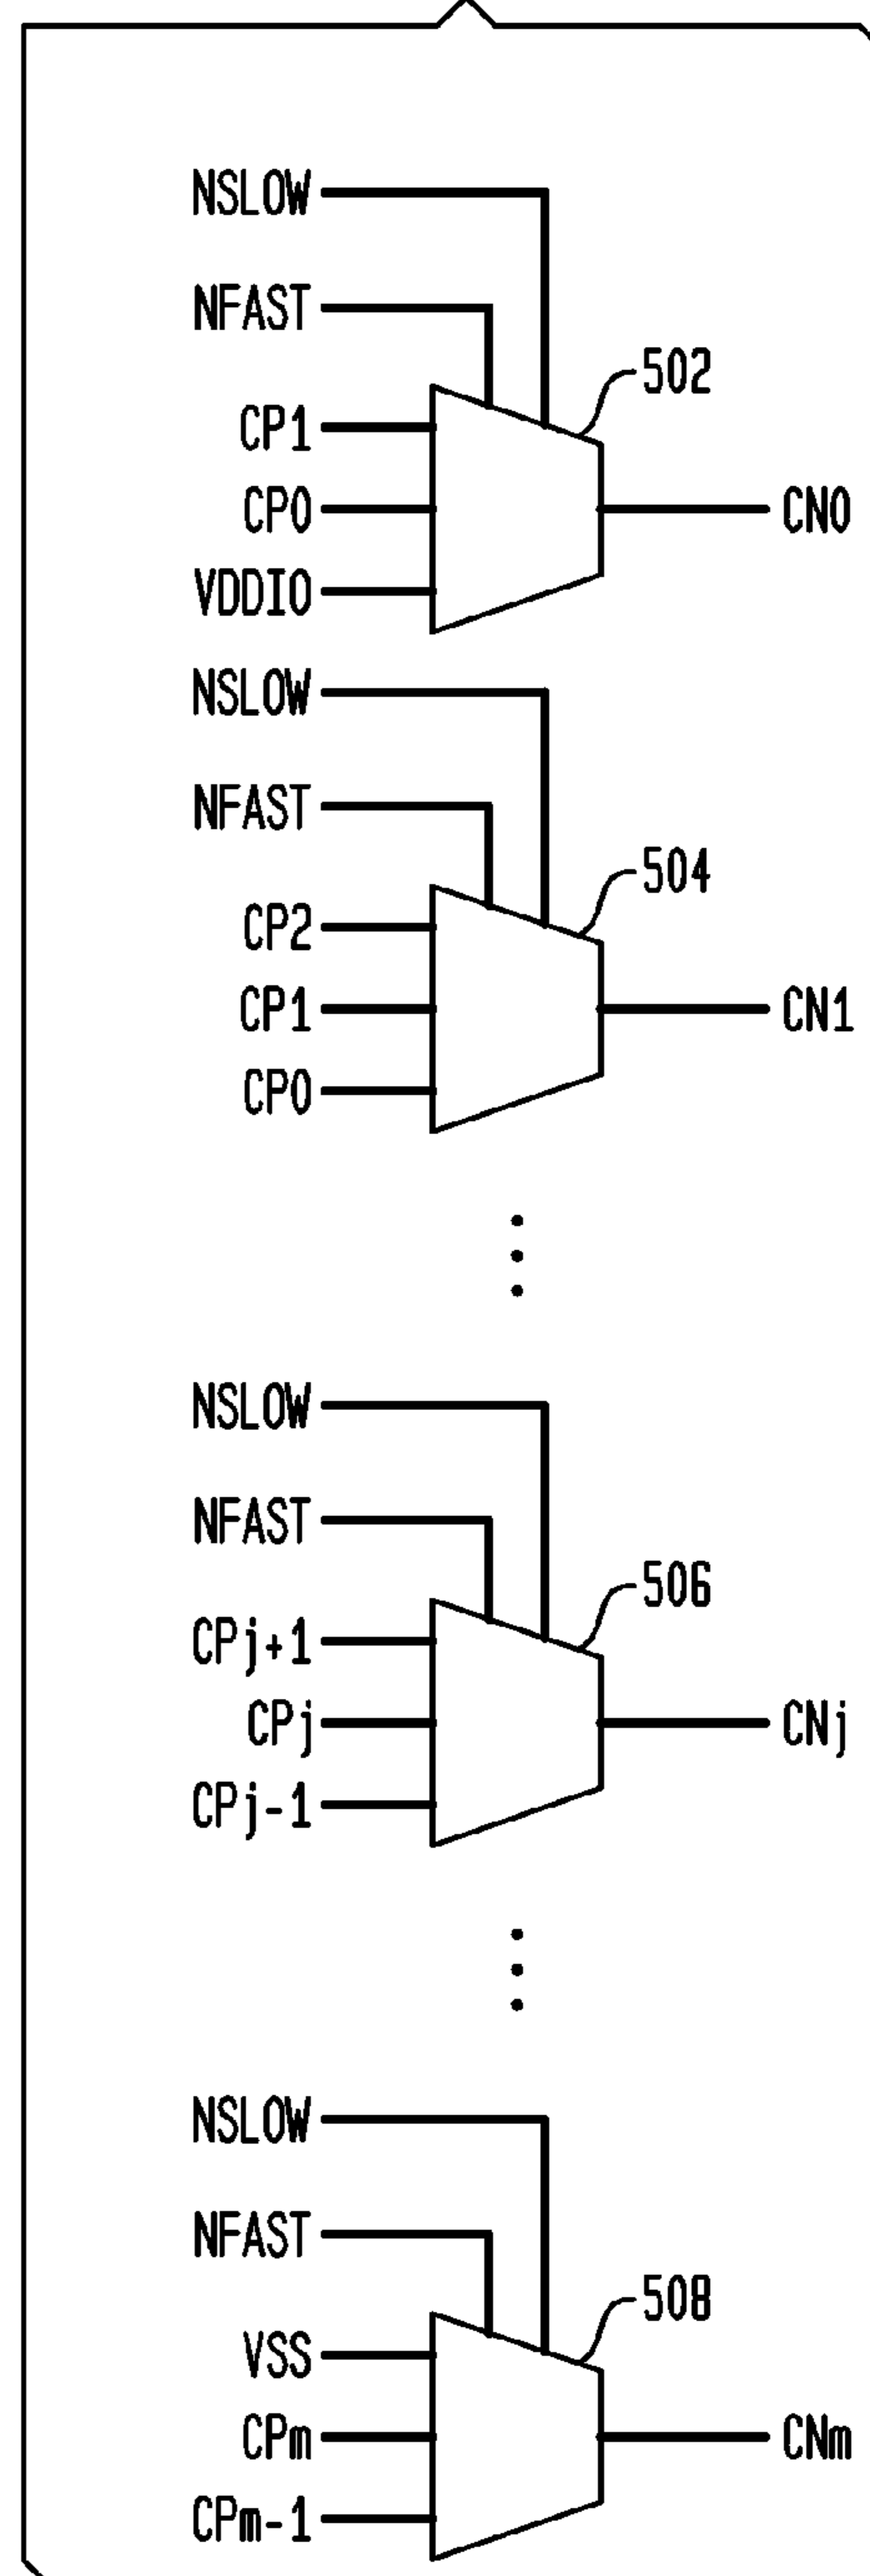 NSLOW
NFAST
502
CP1
CP0
CN0
VDDIO
NSLOW
NFAST
504
CP2
CP1
CN1
CP0
NSLOW
NFAST
506
CPj+1
CPj
CNj
CPj-1
NSLOW
NFAST
508
VSS
CPm
CNm
CPm-1